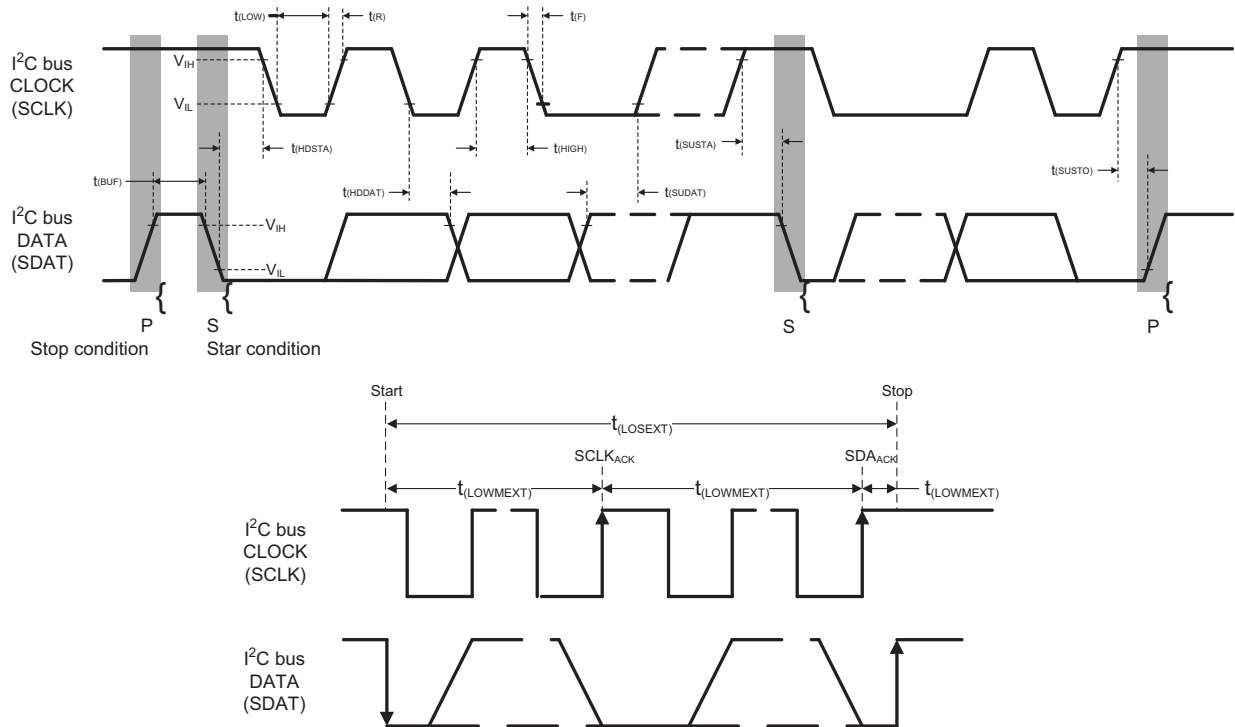 t(LOW)
t(R)
t(F)
I2C bus
CLOCK
(SCLK)
VIH
VIL
t(HDSTA)
t(HIGH)
t(SUSTA)
t(SUSTO)
t(BUF)
t(HDDAT)
t(SUDAT)
I2C bus
DATA
(SDAT)
VIH
VIL
{
{
{
{
P
S
S
P
Stop condition
Star condition
Start
Stop
t(LOSEXT)
SCLKACK
SDAACK
t(LOWMEXT)
t(LOWMEXT)
t(LOWMEXT)
I2C bus
CLOCK
(SCLK)
I2C bus
DATA
(SDAT)